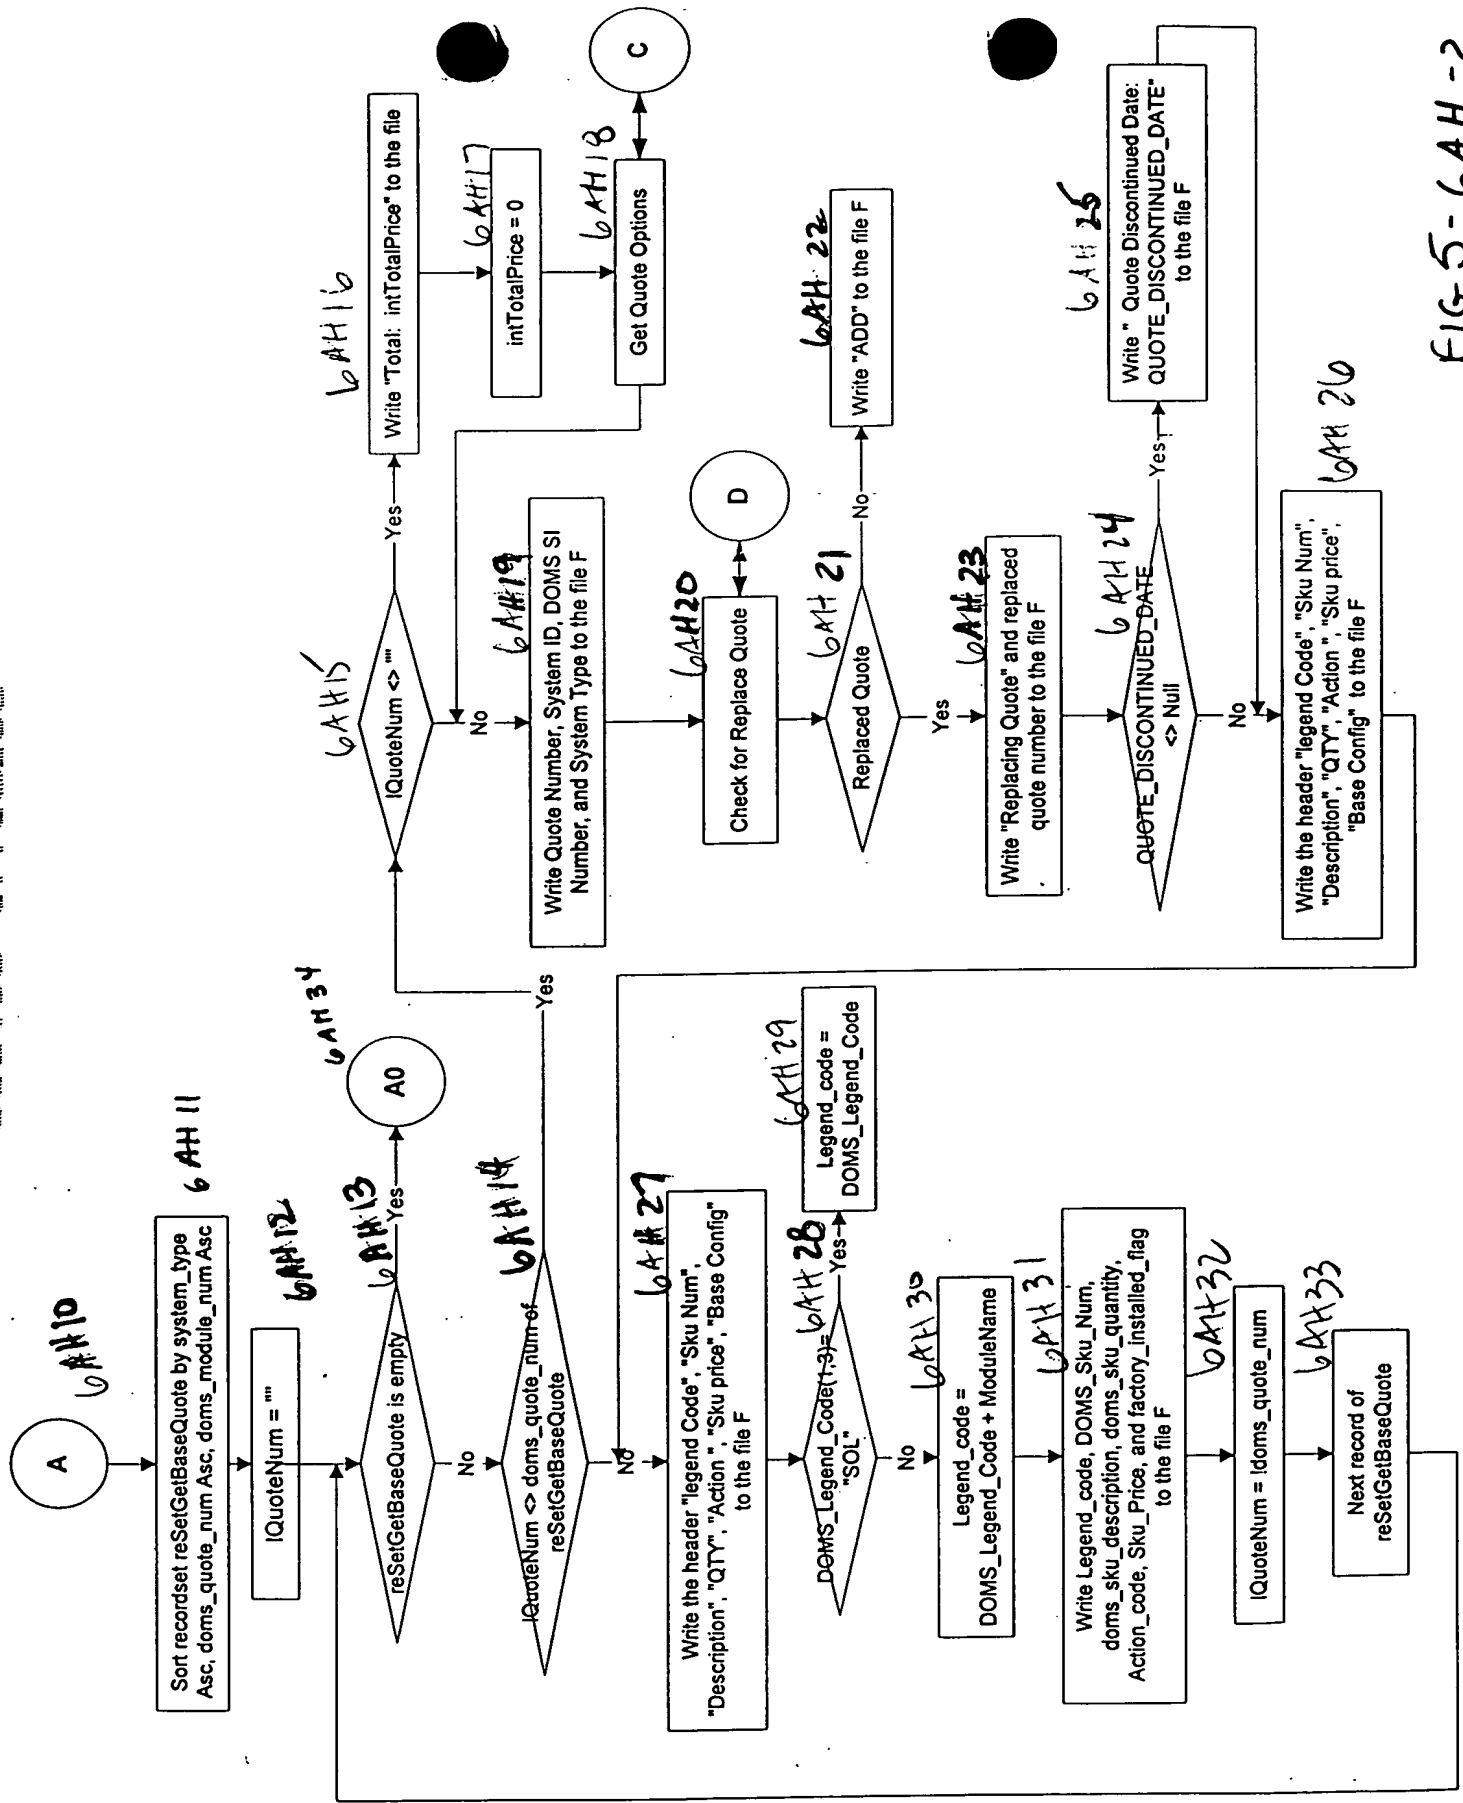 A
6AH10
Sort recordset reSetGetBaseQuote by system_type
Asc, doms_quote_num Asc, doms_module_num Asc
6AH11
lQuoteNum = ""
6AH12
reSetGetBaseQuote is empty
6AH13
Yes
A0
6AH34
No
lQuoteNum <> doms_quote_num of
reSetGetBaseQuote
6AH14
Yes
No
Write the header "legend Code", "Sku Num",
"Description", "QTY", "Action ", "Sku price", "Base Config"
to the file F
6AH27
DOMS_Legend_Code(1,3)=
"SOL"
6AH28
Yes
Legend_code =
DOMS_Legend_Code
6AH29
No
Legend_code =
DOMS_Legend_Code + ModuleName
6AH30
Write Legend_code, DOMS_Sku_Num,
doms_sku_description, doms_sku_quantity,
Action_code, Sku_Price, and factory_installed_flag
to the file F
6AH31
lQuoteNum = !doms_quote_num
6AH32
Next record of
reSetGetBaseQuote
6AH33
lQuoteNum <> ""
6AH15
Yes
Write "Total: intTotalPrice" to the file
6AH16
intTotalPrice = 0
6AH17
Get Quote Options
6AH18
C
No
Write Quote Number, System ID, DOMS SI
Number, and System Type to the file F
6AH19
Check for Replace Quote
6AH20
D
Replaced Quote
6AH21
No
Write "ADD" to the file F
6AH22
Yes
Write "Replacing Quote" and replaced
quote number to the file F
6AH23
QUOTE_DISCONTINUED_DATE
<> Null
6AH24
Yes
Write " Quote Discontinued Date:
QUOTE_DISCONTINUED_DATE"
to the file F
6AH25
No
Write the header "legend Code", "Sku Num",
"Description", "QTY", "Action ", "Sku price",
"Base Config" to the file F
6AH26
FIG 5-6AH-2